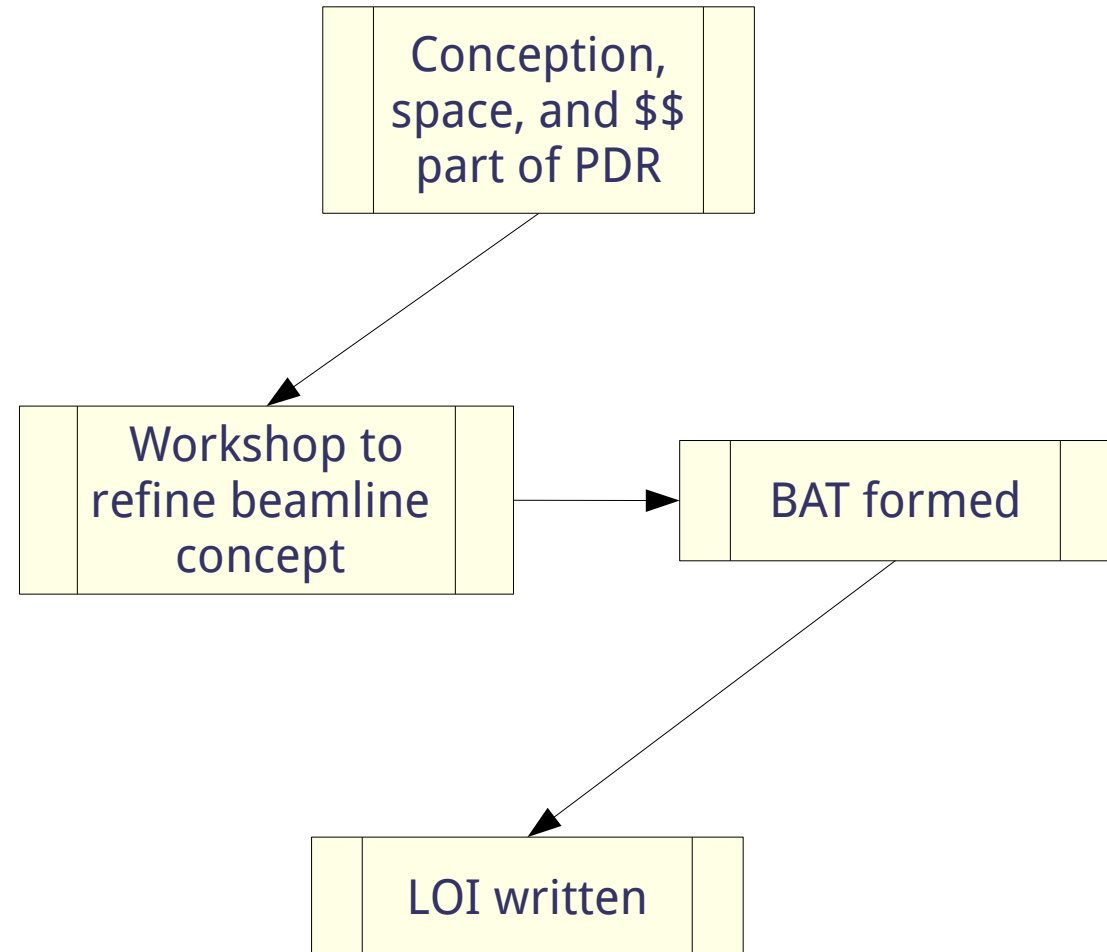 Conception,
space, and $$
part of PDR
Workshop to
refine beamline
concept
BAT formed
LOI written